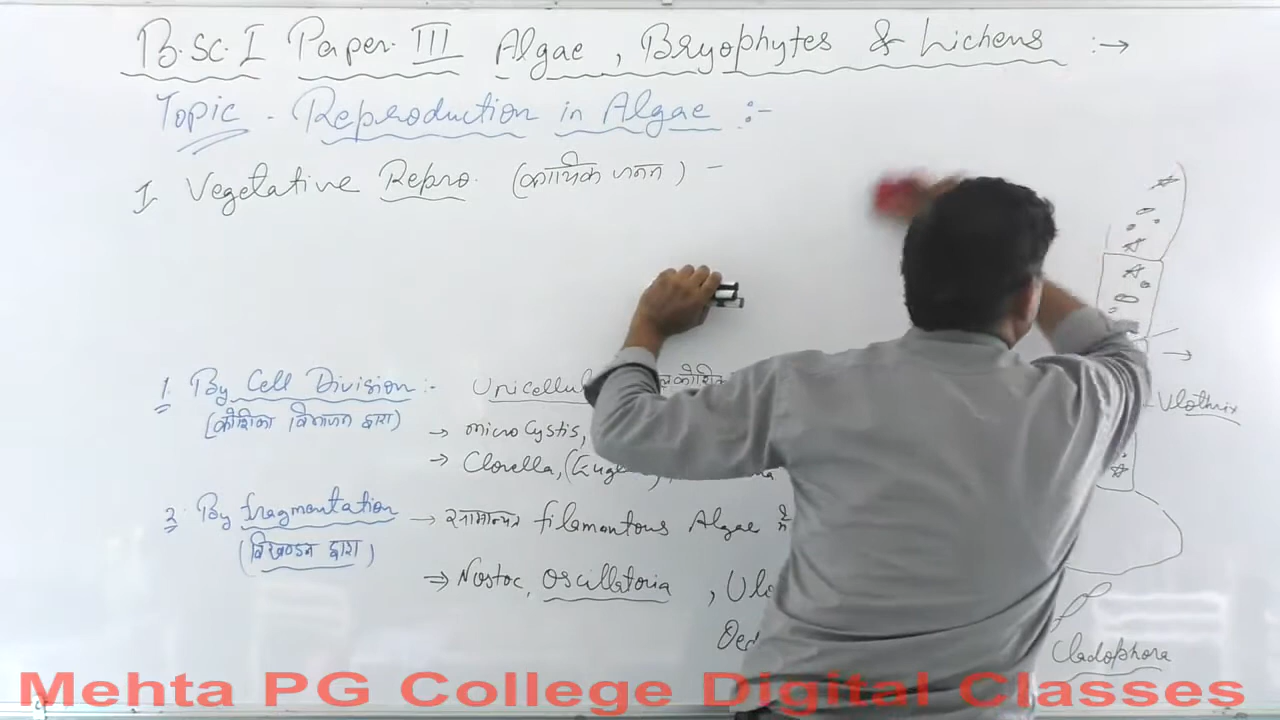 B.Sc. I Paper. III Algae, Bryophytes & Lichens :→
Topic - Reproduction in Algae :-
I. Vegetative Repro. (कायिक जनन) -
1. By Cell Division :- Unicellul
(कोशिका विभाजन द्वारा)
→ microcystis,
→ Clorella, (Eugl
2. By fragmentation → सामान्यतः filamentous Algae में
(विखण्डन द्वारा)
⇒ Nostoc, Oscillatoria, Ulo
Oed
Ulothrix
Cladophora
Mehta PG College Digital Classes